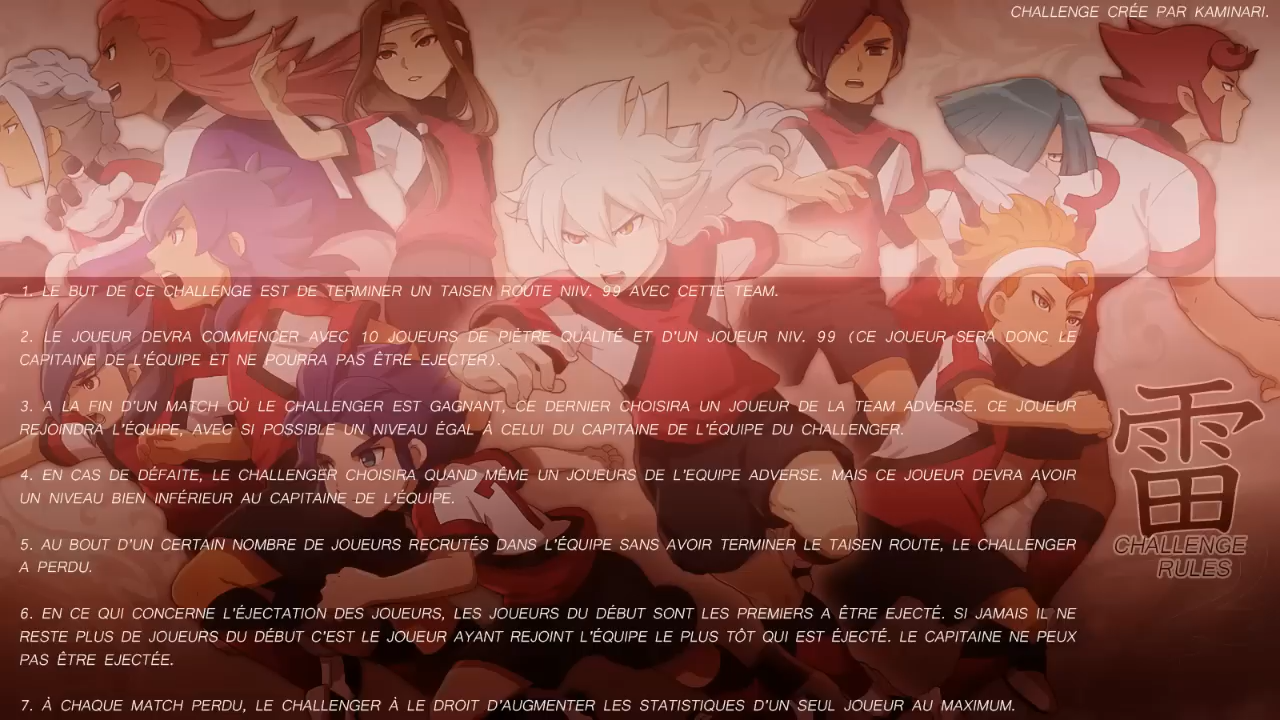 CHALLENGE CRÉE PAR KAMINARI.
1. LE BUT DE CE CHALLENGE EST DE TERMINER UN TAISEN ROUTE NIIV. 99 AVEC CETTE TEAM.
2. LE JOUEUR DEVRA COMMENCER AVEC 10 JOUEURS DE PIÈTRE QUALITÉ ET D'UN JOUEUR NIV. 99 (CE JOUEUR SERA DONC LE
CAPITAINE DE L'ÉQUIPE ET NE POURRA PAS ÊTRE EJECTER).
3. A LA FIN D'UN MATCH OÙ LE CHALLENGER EST GAGNANT, CE DERNIER CHOISIRA UN JOUEUR DE LA TEAM ADVERSE. CE JOUEUR
REJOINDRA L'ÉQUIPE, AVEC SI POSSIBLE UN NIVEAU ÉGAL À CELUI DU CAPITAINE DE L'ÉQUIPE DU CHALLENGER.
4. EN CAS DE DÉFAITE, LE CHALLENGER CHOISIRA QUAND MÊME UN JOUEURS DE L'EQUIPE ADVERSE. MAIS CE JOUEUR DEVRA AVOIR
UN NIVEAU BIEN INFÉRIEUR AU CAPITAINE DE L'ÉQUIPE.
5. AU BOUT D'UN CERTAIN NOMBRE DE JOUEURS RECRUTÉS DANS L'ÉQUIPE SANS AVOIR TERMINER LE TAISEN ROUTE, LE CHALLENGER
A PERDU.
6. EN CE QUI CONCERNE L'ÉJECTATION DES JOUEURS, LES JOUEURS DU DÉBUT SONT LES PREMIERS A ÊTRE EJECTÉ. SI JAMAIS IL NE
RESTE PLUS DE JOUEURS DU DÉBUT C'EST LE JOUEUR AYANT REJOINT L'ÉQUIPE LE PLUS TÔT QUI EST ÉJECTÉ. LE CAPITAINE NE PEUX
PAS ÊTRE EJECTÉE.
7. À CHAQUE MATCH PERDU, LE CHALLENGER À LE DROIT D'AUGMENTER LES STATISTIQUES D'UN SEUL JOUEUR AU MAXIMUM.
雷
CHALLENGE
RULES